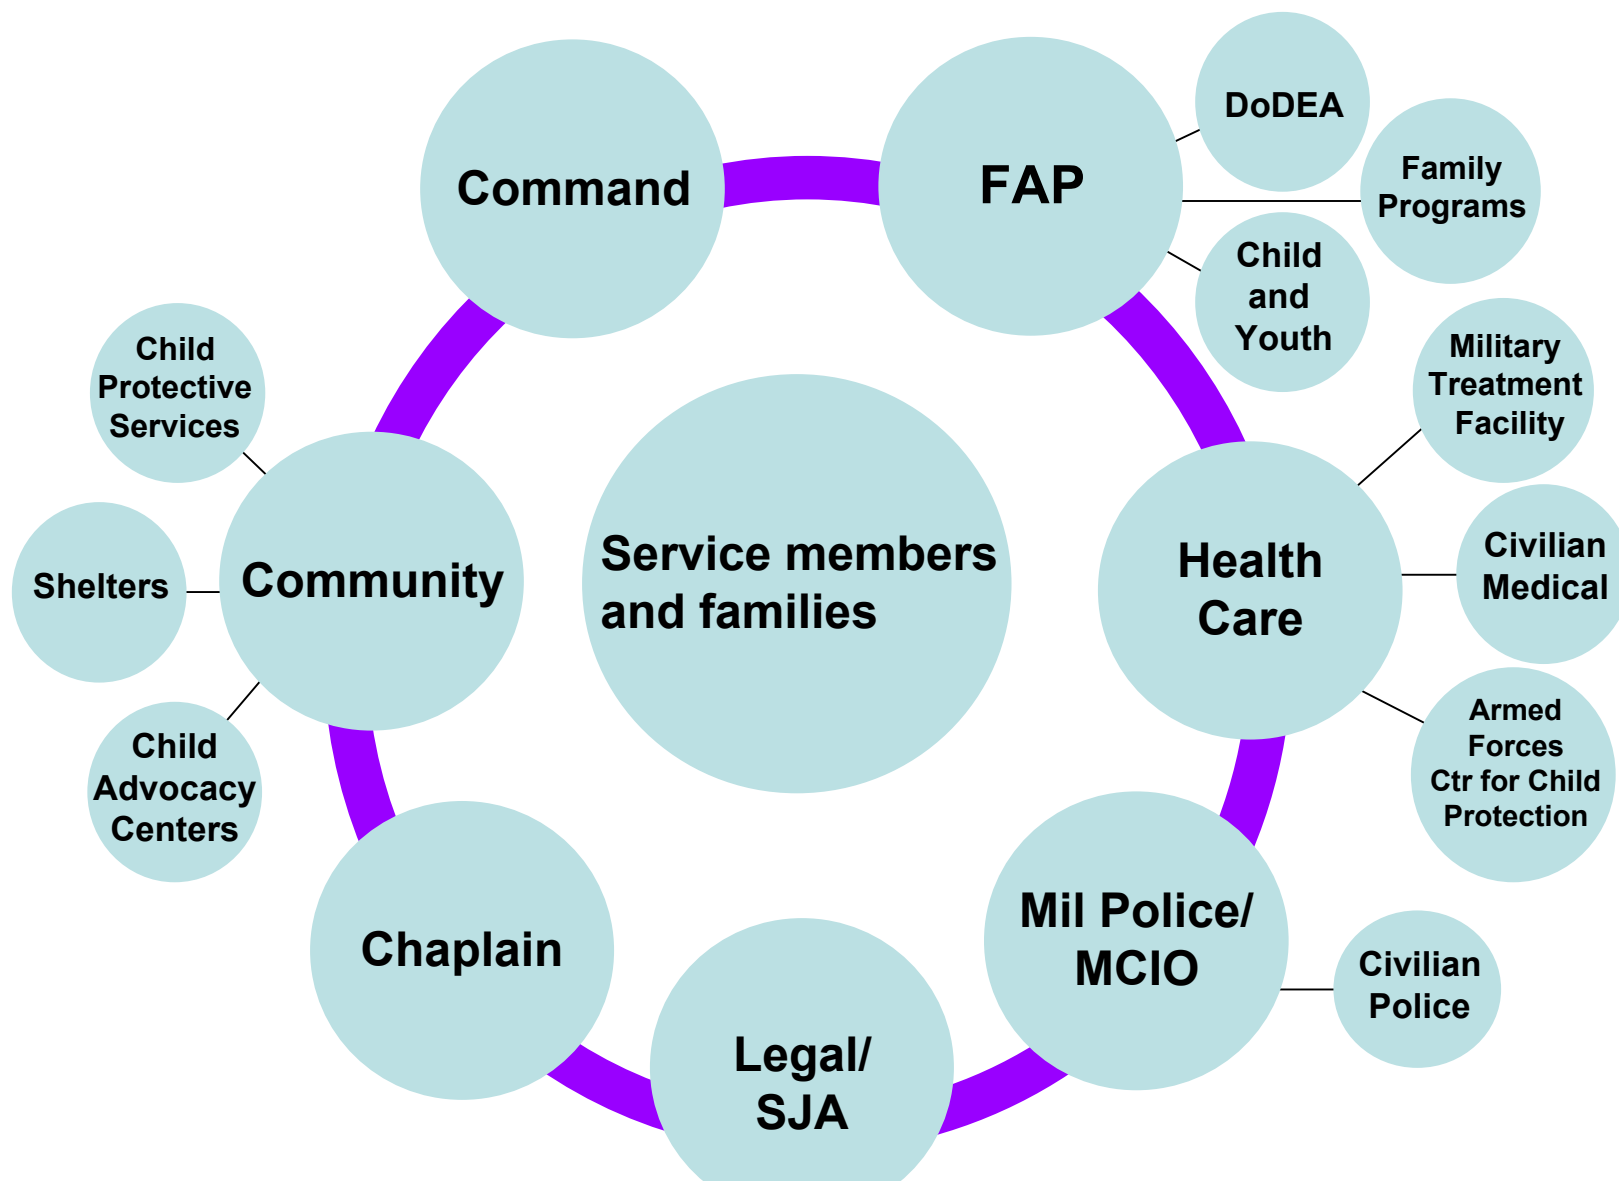 Command
FAP
DoDEA
Family
Programs
Child
and
Youth
Military
Treatment
Facility
Child
Protective
Services
Shelters
Community
Service members
and families
Health
Care
Civilian
Medical
Child
Advocacy
Centers
Armed
Forces
Ctr for Child
Protection
Chaplain
Mil Police/
MCIO
Civilian
Police
Legal/
SJA